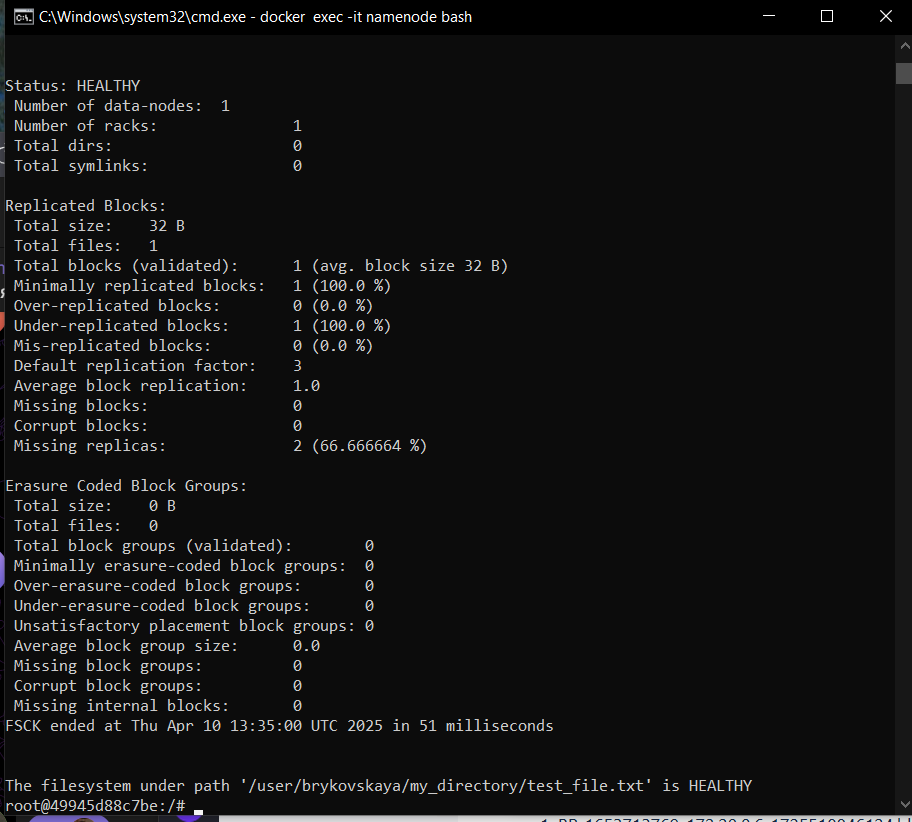 C:\Windows\system32\cmd.exe - docker exec -it namenode bash
Status: HEALTHY
Number of data-nodes: 1
Number of racks: 1
Total dirs: 0
Total symlinks: 0
Replicated Blocks:
Total size: 32 B
Total files: 1
Total blocks (validated): 1 (avg. block size 32 B)
Minimally replicated blocks: 1 (100.0 %)
Over-replicated blocks: 0 (0.0 %)
Under-replicated blocks: 1 (100.0 %)
Mis-replicated blocks: 0 (0.0 %)
Default replication factor: 3
Average block replication: 1.0
Missing blocks: 0
Corrupt blocks: 0
Missing replicas: 2 (66.666664 %)
Erasure Coded Block Groups:
Total size: 0 B
Total files: 0
Total block groups (validated): 0
Minimally erasure-coded block groups: 0
Over-erasure-coded block groups: 0
Under-erasure-coded block groups: 0
Unsatisfactory placement block groups: 0
Average block group size: 0.0
Missing block groups: 0
Corrupt block groups: 0
Missing internal blocks: 0
FSCK ended at Thu Apr 10 13:35:00 UTC 2025 in 51 milliseconds
The filesystem under path '/user/brykovskaya/my_directory/test_file.txt' is HEALTHY
root@49945d88c7be:/#